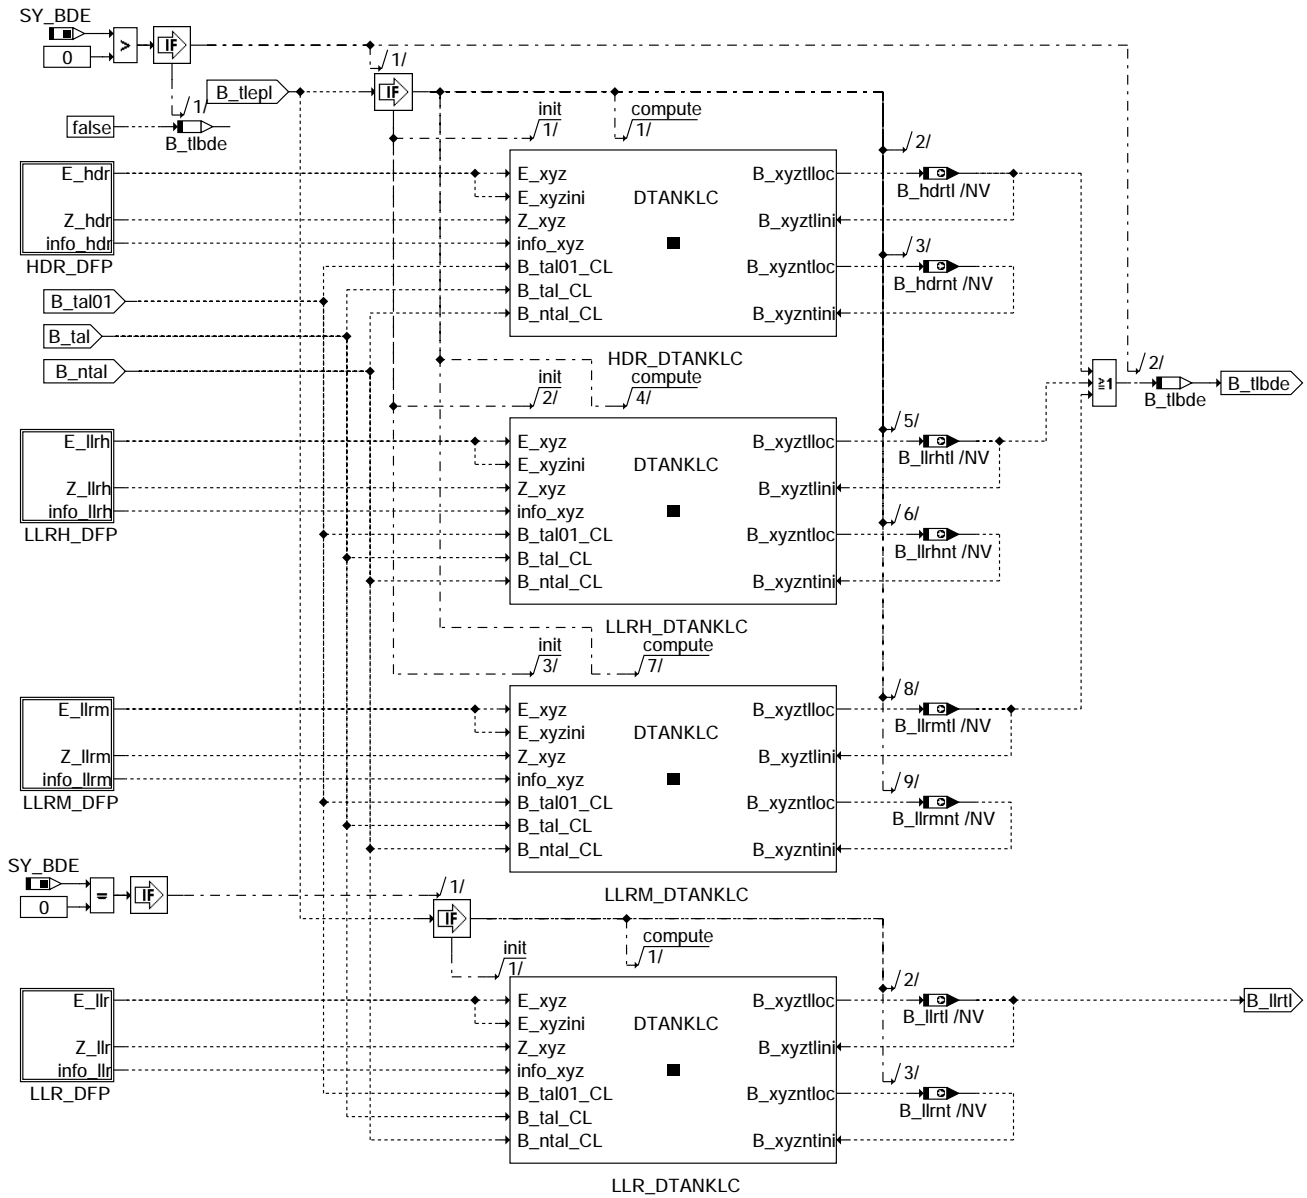 SY_BDE
0
>
IF
/1/
B_tlepl
IF
/1/
false
B_tlbde
init
1/
compute
1/
E_hdr
Z_hdr
info_hdr
HDR_DFP
E_xyz
E_xyzini
Z_xyz
info_xyz
B_tal01_CL
B_tal_CL
B_ntal_CL
DTANKLC
B_xyztlloc
B_xyztlini
B_xyzntloc
B_xyzntini
HDR_DTANKLC
/2/
B_hdrtl /NV
/3/
B_hdrnt /NV
B_tal01
B_tal
B_ntal
init
2/
compute
4/
≥1
/2/
B_tlbde
B_tlbde
E_llrh
Z_llrh
info_llrh
LLRH_DFP
E_xyz
E_xyzini
Z_xyz
info_xyz
B_tal01_CL
B_tal_CL
B_ntal_CL
DTANKLC
B_xyztlloc
B_xyztlini
B_xyzntloc
B_xyzntini
LLRH_DTANKLC
/5/
B_llrhtl /NV
/6/
B_llrhnt /NV
init
3/
compute
7/
E_llrm
Z_llrm
info_llrm
LLRM_DFP
E_xyz
E_xyzini
Z_xyz
info_xyz
B_tal01_CL
B_tal_CL
B_ntal_CL
DTANKLC
B_xyztlloc
B_xyztlini
B_xyzntloc
B_xyzntini
LLRM_DTANKLC
/8/
B_llrmtl /NV
/9/
B_llrmnt /NV
SY_BDE
0
=
IF
/1/
IF
init
1/
compute
1/
E_llr
Z_llr
info_llr
LLR_DFP
E_xyz
E_xyzini
Z_xyz
info_xyz
B_tal01_CL
B_tal_CL
B_ntal_CL
DTANKLC
B_xyztlloc
B_xyztlini
B_xyzntloc
B_xyzntini
LLR_DTANKLC
/2/
B_llrtl /NV
/3/
B_llrnt /NV
B_llrtl